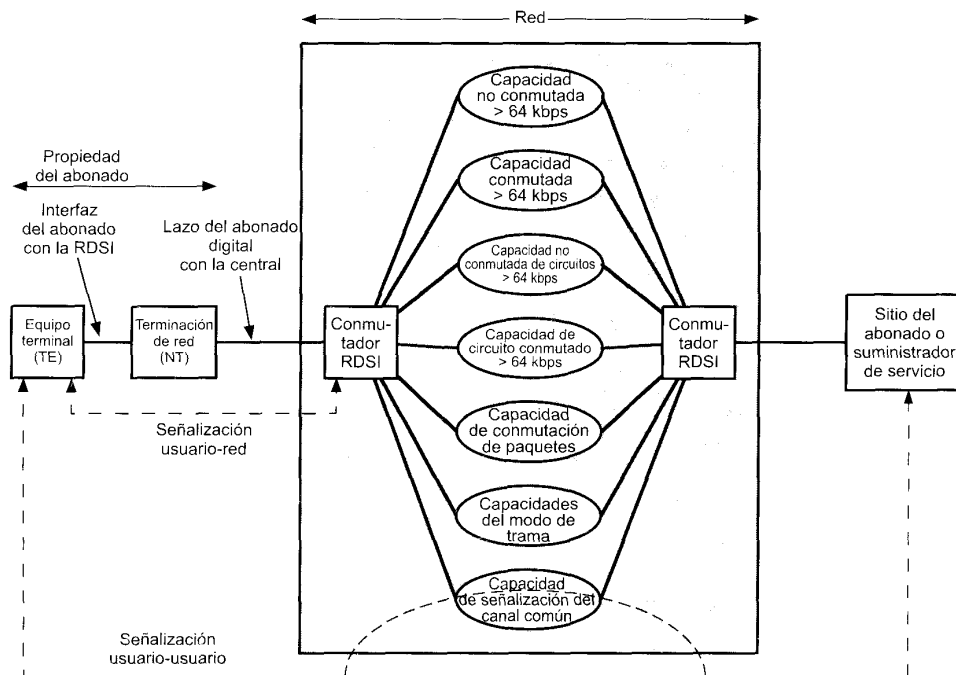 Red
Capacidad
no conmutada
> 64 kbps
Propiedad
del abonado
Capacidad
conmutada
> 64 kbps
Interfaz
del abonado
con la RDSI
Lazo del abonado
digital
con la central
Capacidad no
conmutada de circuitos
> 64 kbps
Equipo
terminal
(TE)
Terminación
de red
(NT)
Conmu-
tador
RDSI
Capacidad de
circuito conmutado
> 64 kbps
Conmu-
tador
RDSI
Sitio del
abonado o
suministrador
de servicio
Señalización
usuario-red
Capacidad
de conmutación
de paquetes
Capacidades
del modo de
trama
Capacidad
de señalización del
canal común
Señalización
usuario-usuario